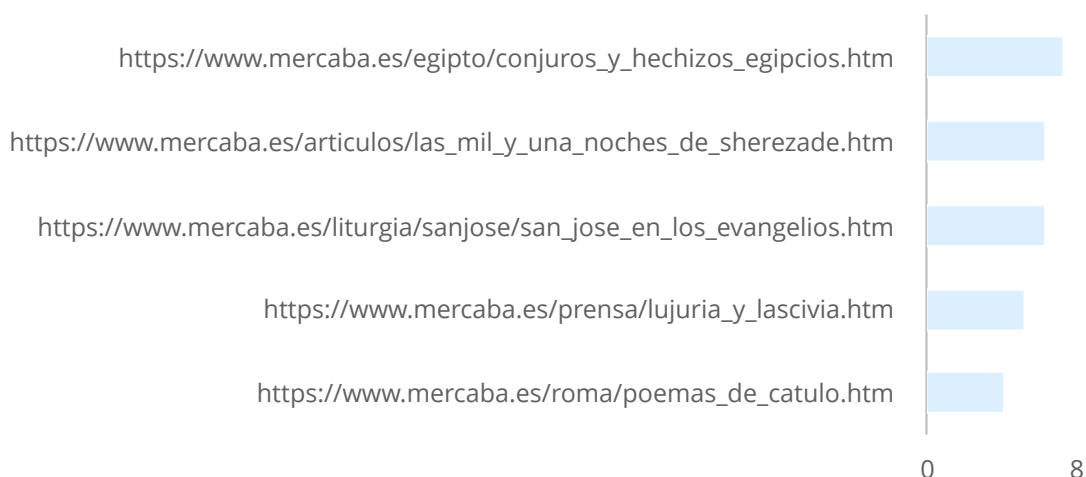 https://www.mercaba.es/egipto/conjuros_y_hechizos_egipcios.htm
https://www.mercaba.es/articulos/las_mil_y_una_noches_de_sherezade.htm
https://www.mercaba.es/liturgia/sanjose/san_jose_en_los_evangelios.htm
https://www.mercaba.es/prensa/lujuria_y_lascivia.htm
https://www.mercaba.es/roma/poemas_de_catulo.htm
0 8